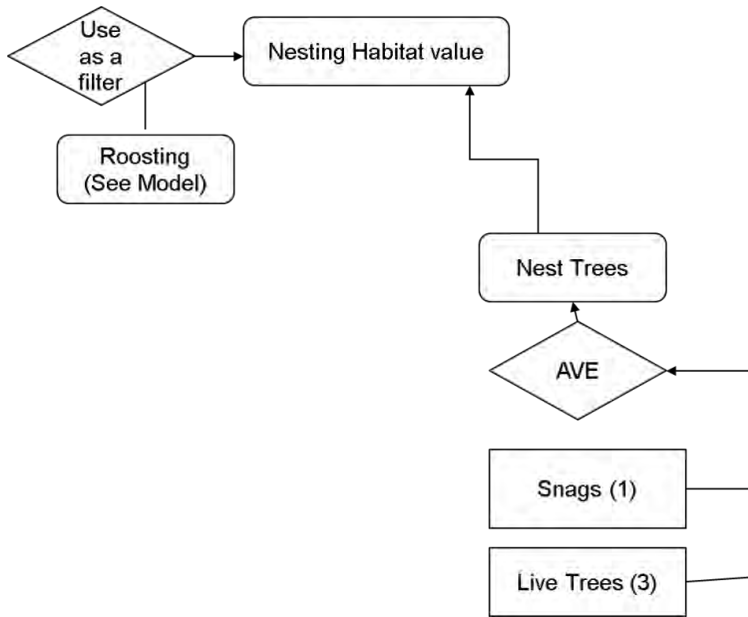 Use
as a
filter
Nesting Habitat value
Roosting
(See Model)
Nest Trees
AVE
Snags (1)
Live Trees (3)